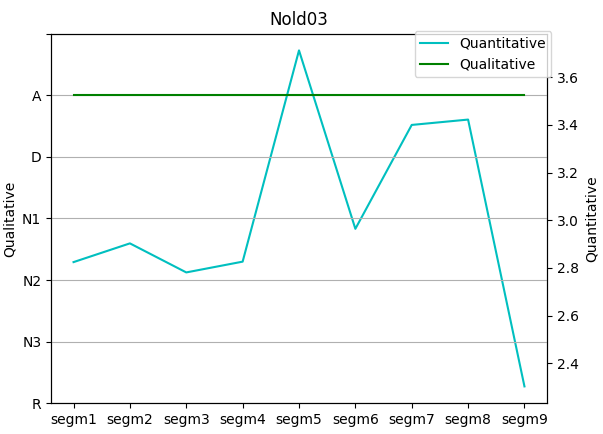 Nold03
Quantitative
Qualitative
A
D
N1
N2
N3
R
Qualitative
3.6
3.4
3.2
3.0
2.8
2.6
2.4
Quantitative
segm1 segm2 segm3 segm4 segm5 segm6 segm7 segm8 segm9